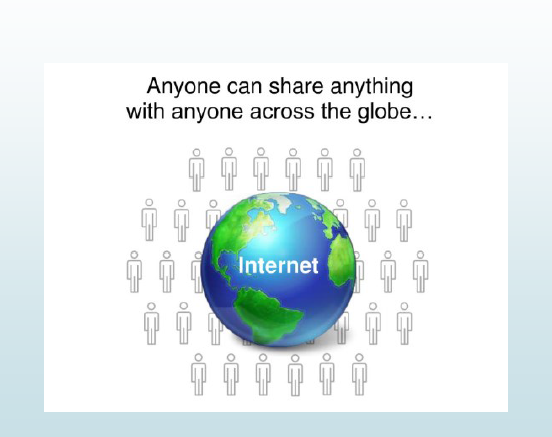 Anyone can share anything
with anyone across the globe…
Internet